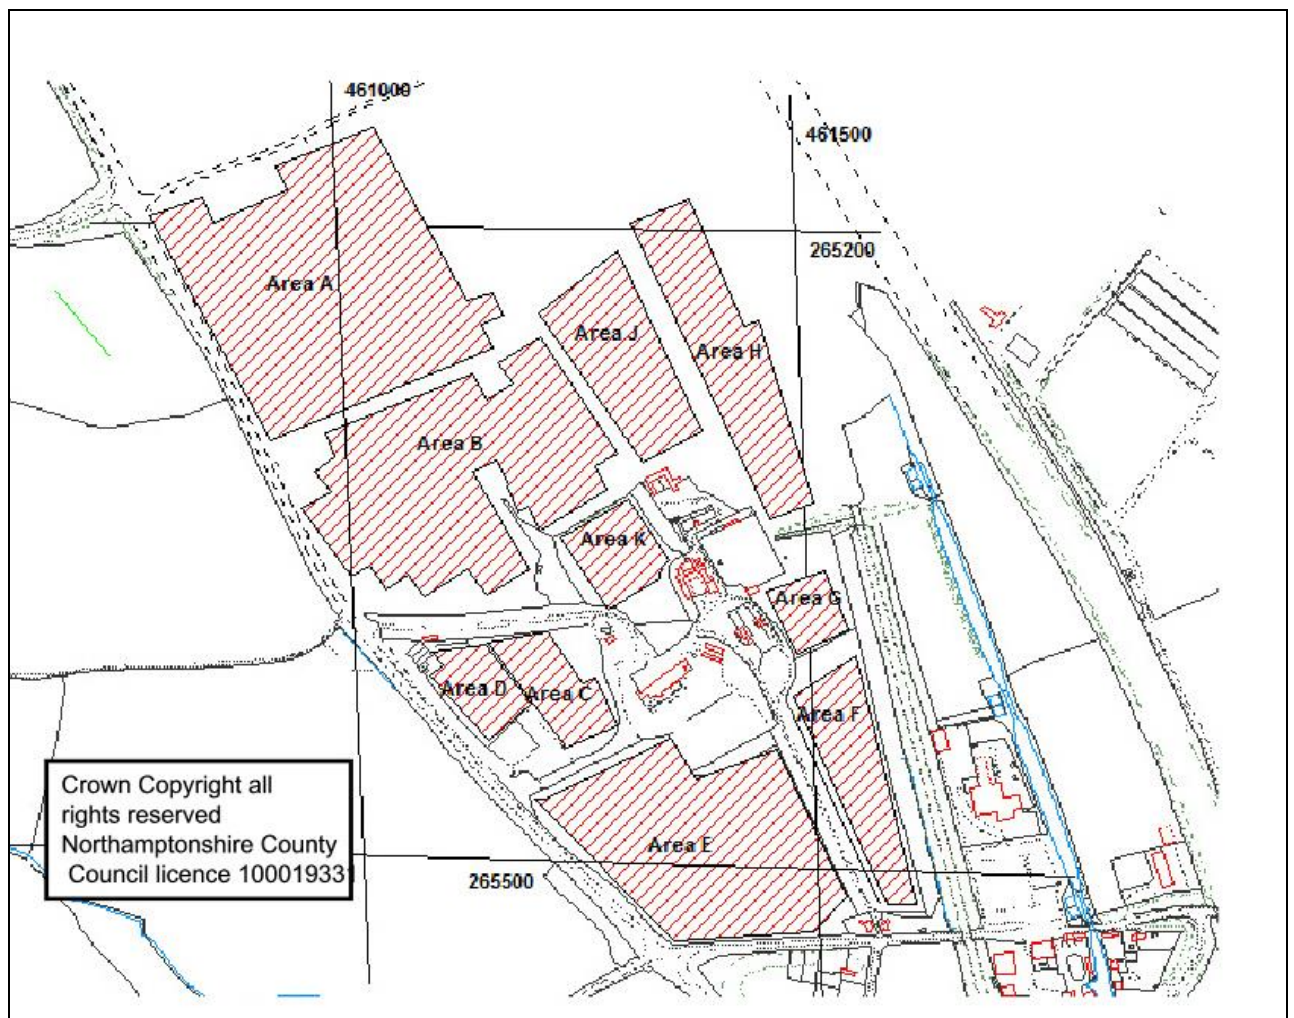 461000
461500
265200
Area A
Area J
Area H
Area B
Area K
Area G
Area D
Area C
Area F
Crown Copyright all
rights reserved
Northamptonshire County
Council licence 100019331
Area E
265500